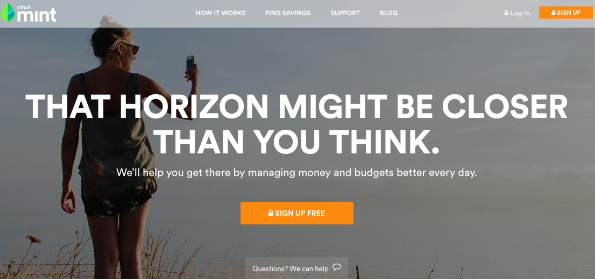 intuit
mint
HOW IT WORKS
FIND SAVINGS
SUPPORT
BLOG
Log In
SIGN UP
THAT HORIZON MIGHT BE CLOSER
THAN YOU THINK.
We'll help you get there by managing money and budgets better every day.
SIGN UP FREE
Questions? We can help